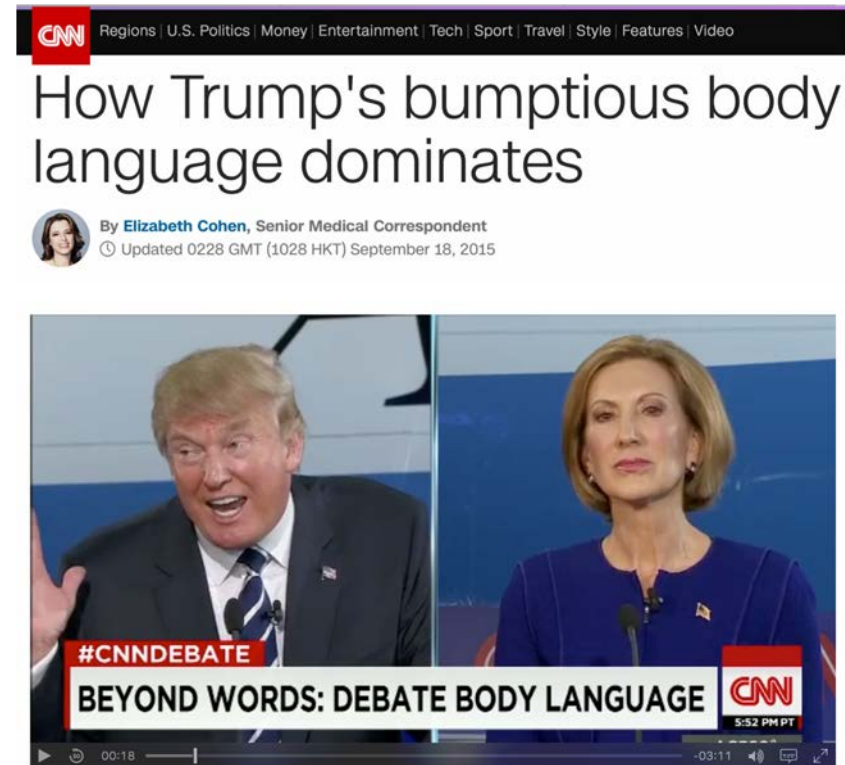 CNN Regions | U.S. Politics | Money | Entertainment | Tech | Sport | Travel | Style | Features | Video
How Trump's bumptious body
language dominates
By Elizabeth Cohen, Senior Medical Correspondent
Updated 0228 GMT (1028 HKT) September 18, 2015
#CNNDEBATE
BEYOND WORDS: DEBATE BODY LANGUAGE
CNN
5:52 PM PT
00:18
-03:11